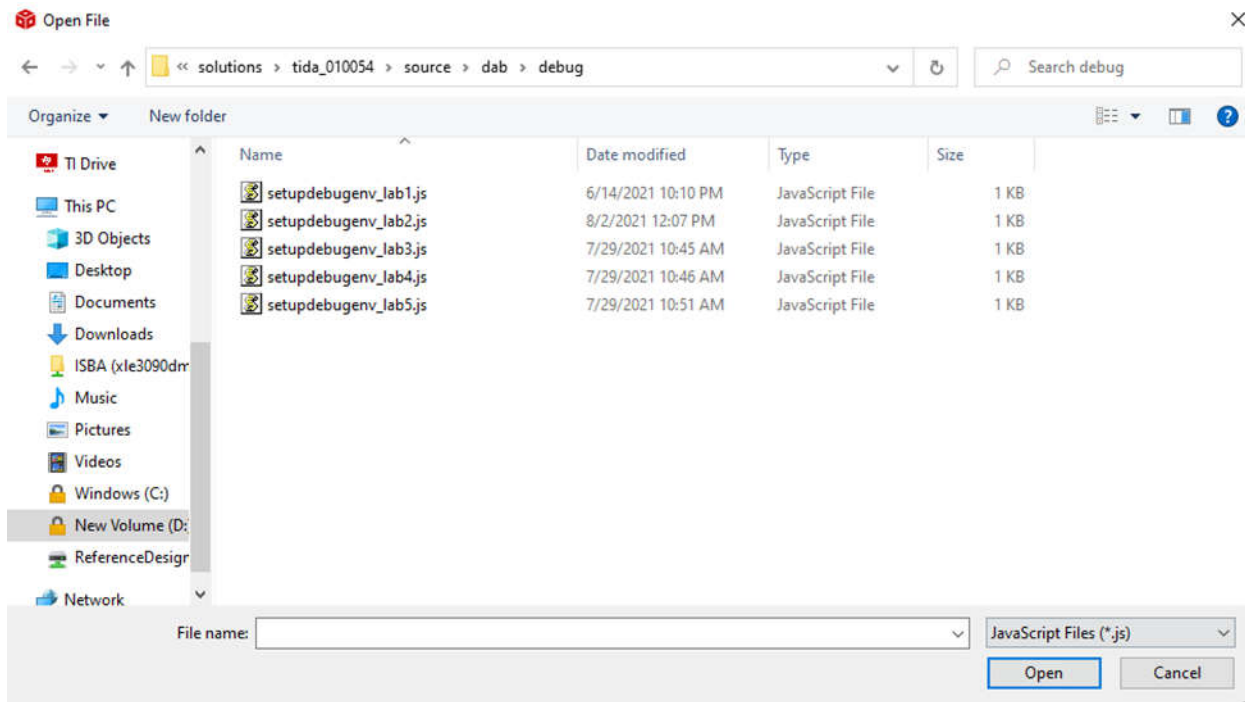 Open File
« solutions > tida_010054 > source > dab > debug
Search debug
Organize
New folder
Name Date modified Type Size
TI Drive
This PC
3D Objects
Desktop
Documents
Downloads
ISBA (xle3090dm
Music
Pictures
Videos
Windows (C:)
New Volume (D:
ReferenceDesign
Network
setupdebugenv_lab1.js 6/14/2021 10:10 PM JavaScript File 1 KB
setupdebugenv_lab2.js 8/2/2021 12:07 PM JavaScript File 1 KB
setupdebugenv_lab3.js 7/29/2021 10:45 AM JavaScript File 1 KB
setupdebugenv_lab4.js 7/29/2021 10:46 AM JavaScript File 1 KB
setupdebugenv_lab5.js 7/29/2021 10:51 AM JavaScript File 1 KB
File name:
JavaScript Files (*.js)
Open
Cancel